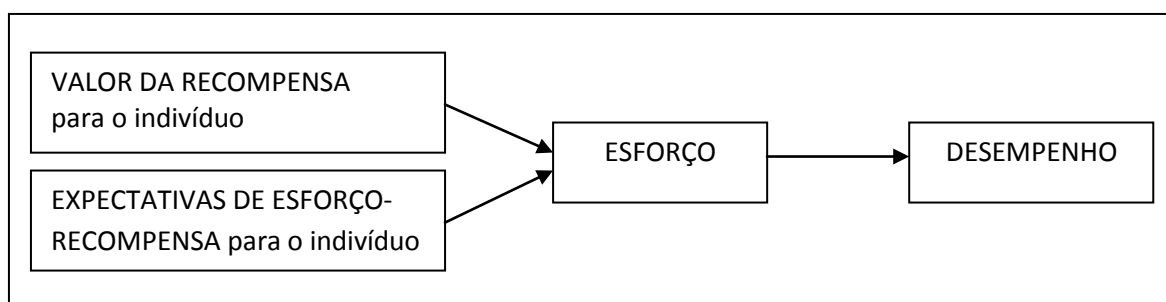 VALOR DA RECOMPENSA
para o indivíduo
EXPECTATIVAS DE ESFORÇO-
RECOMPENSA para o indivíduo
ESFORÇO
DESEMPENHO